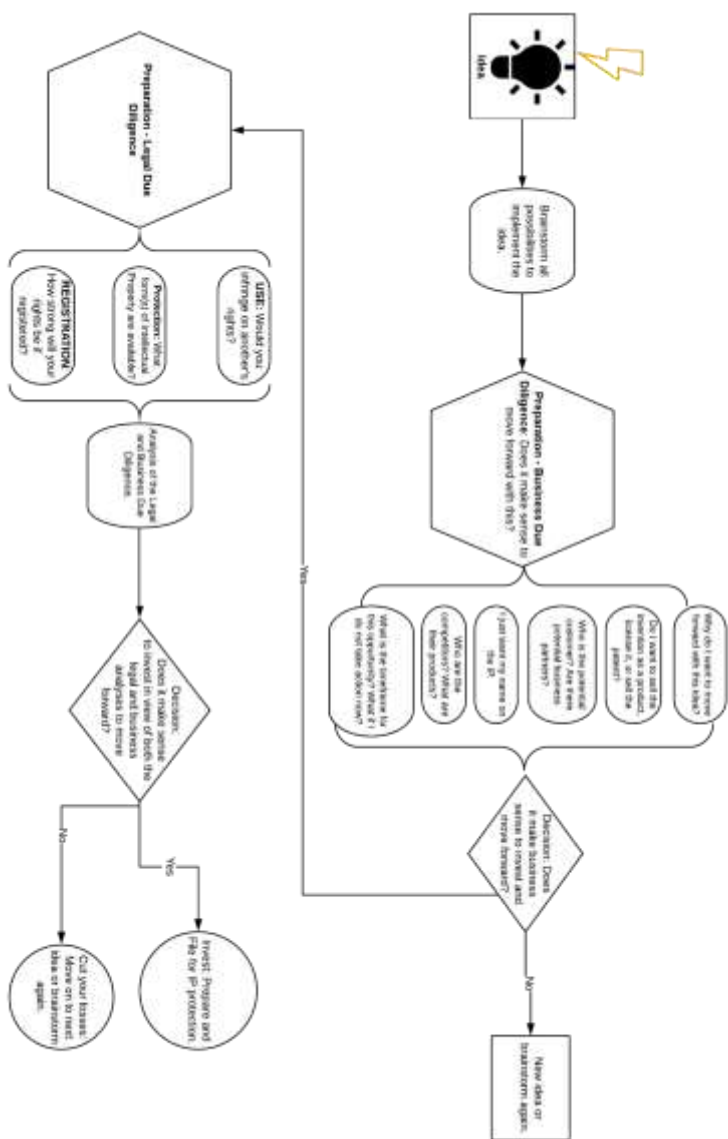 idea
Brainstorm all
possibilities to
implement the
idea.
Preparation - Business Due
Diligence: Does it make sense to
move forward with this?
Why do I want to move
forward with this idea?
Do I want to sell the
invention as a product,
license it, or sell the
patent?
Who is the potential
customer? Are there
potential business
partners?
I just want my name on
the IP.
Who are the
competitors? What are
their products?
What is the timeframe for
this opportunity? What if I
do not take action now?
Decision: Does
it make business
sense to invest and
move forward?
No
New idea or
brainstorm again.
Yes
Preparation - Legal Due
Diligence
USE: Would you
infringe on another's
rights?
Protection: What
form(s) of Intellectual
Property are available?
REGISTRATION
How strong will your
rights be if
registered?
Analysis of the Legal
and Business Due
Diligence.
Decision:
Does it make sense
to invest in view of both the
legal and business
analysis to move
forward?
Yes
Invest: Prepare and
File for IP protection.
No
Cut your losses:
Move on to next
idea or brainstorm
again.